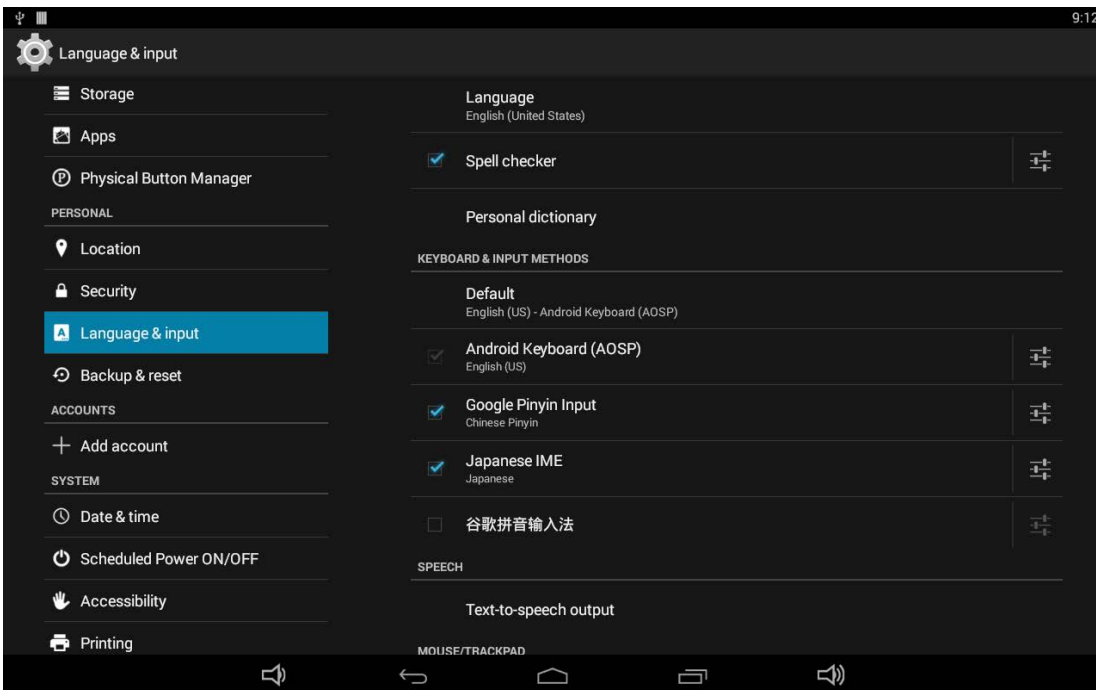 9:12
Language & input
Storage
Apps
Physical Button Manager
PERSONAL
Location
Security
Language & input
Backup & reset
ACCOUNTS
Add account
SYSTEM
Date & time
Scheduled Power ON/OFF
Accessibility
Printing
Language
English (United States)
Spell checker
Personal dictionary
KEYBOARD & INPUT METHODS
Default
English (US) - Android Keyboard (AOSP)
Android Keyboard (AOSP)
English (US)
Google Pinyin Input
Chinese Pinyin
Japanese IME
Japanese
谷歌拼音输入法
SPEECH
Text-to-speech output
MOUSE/TRACKPAD